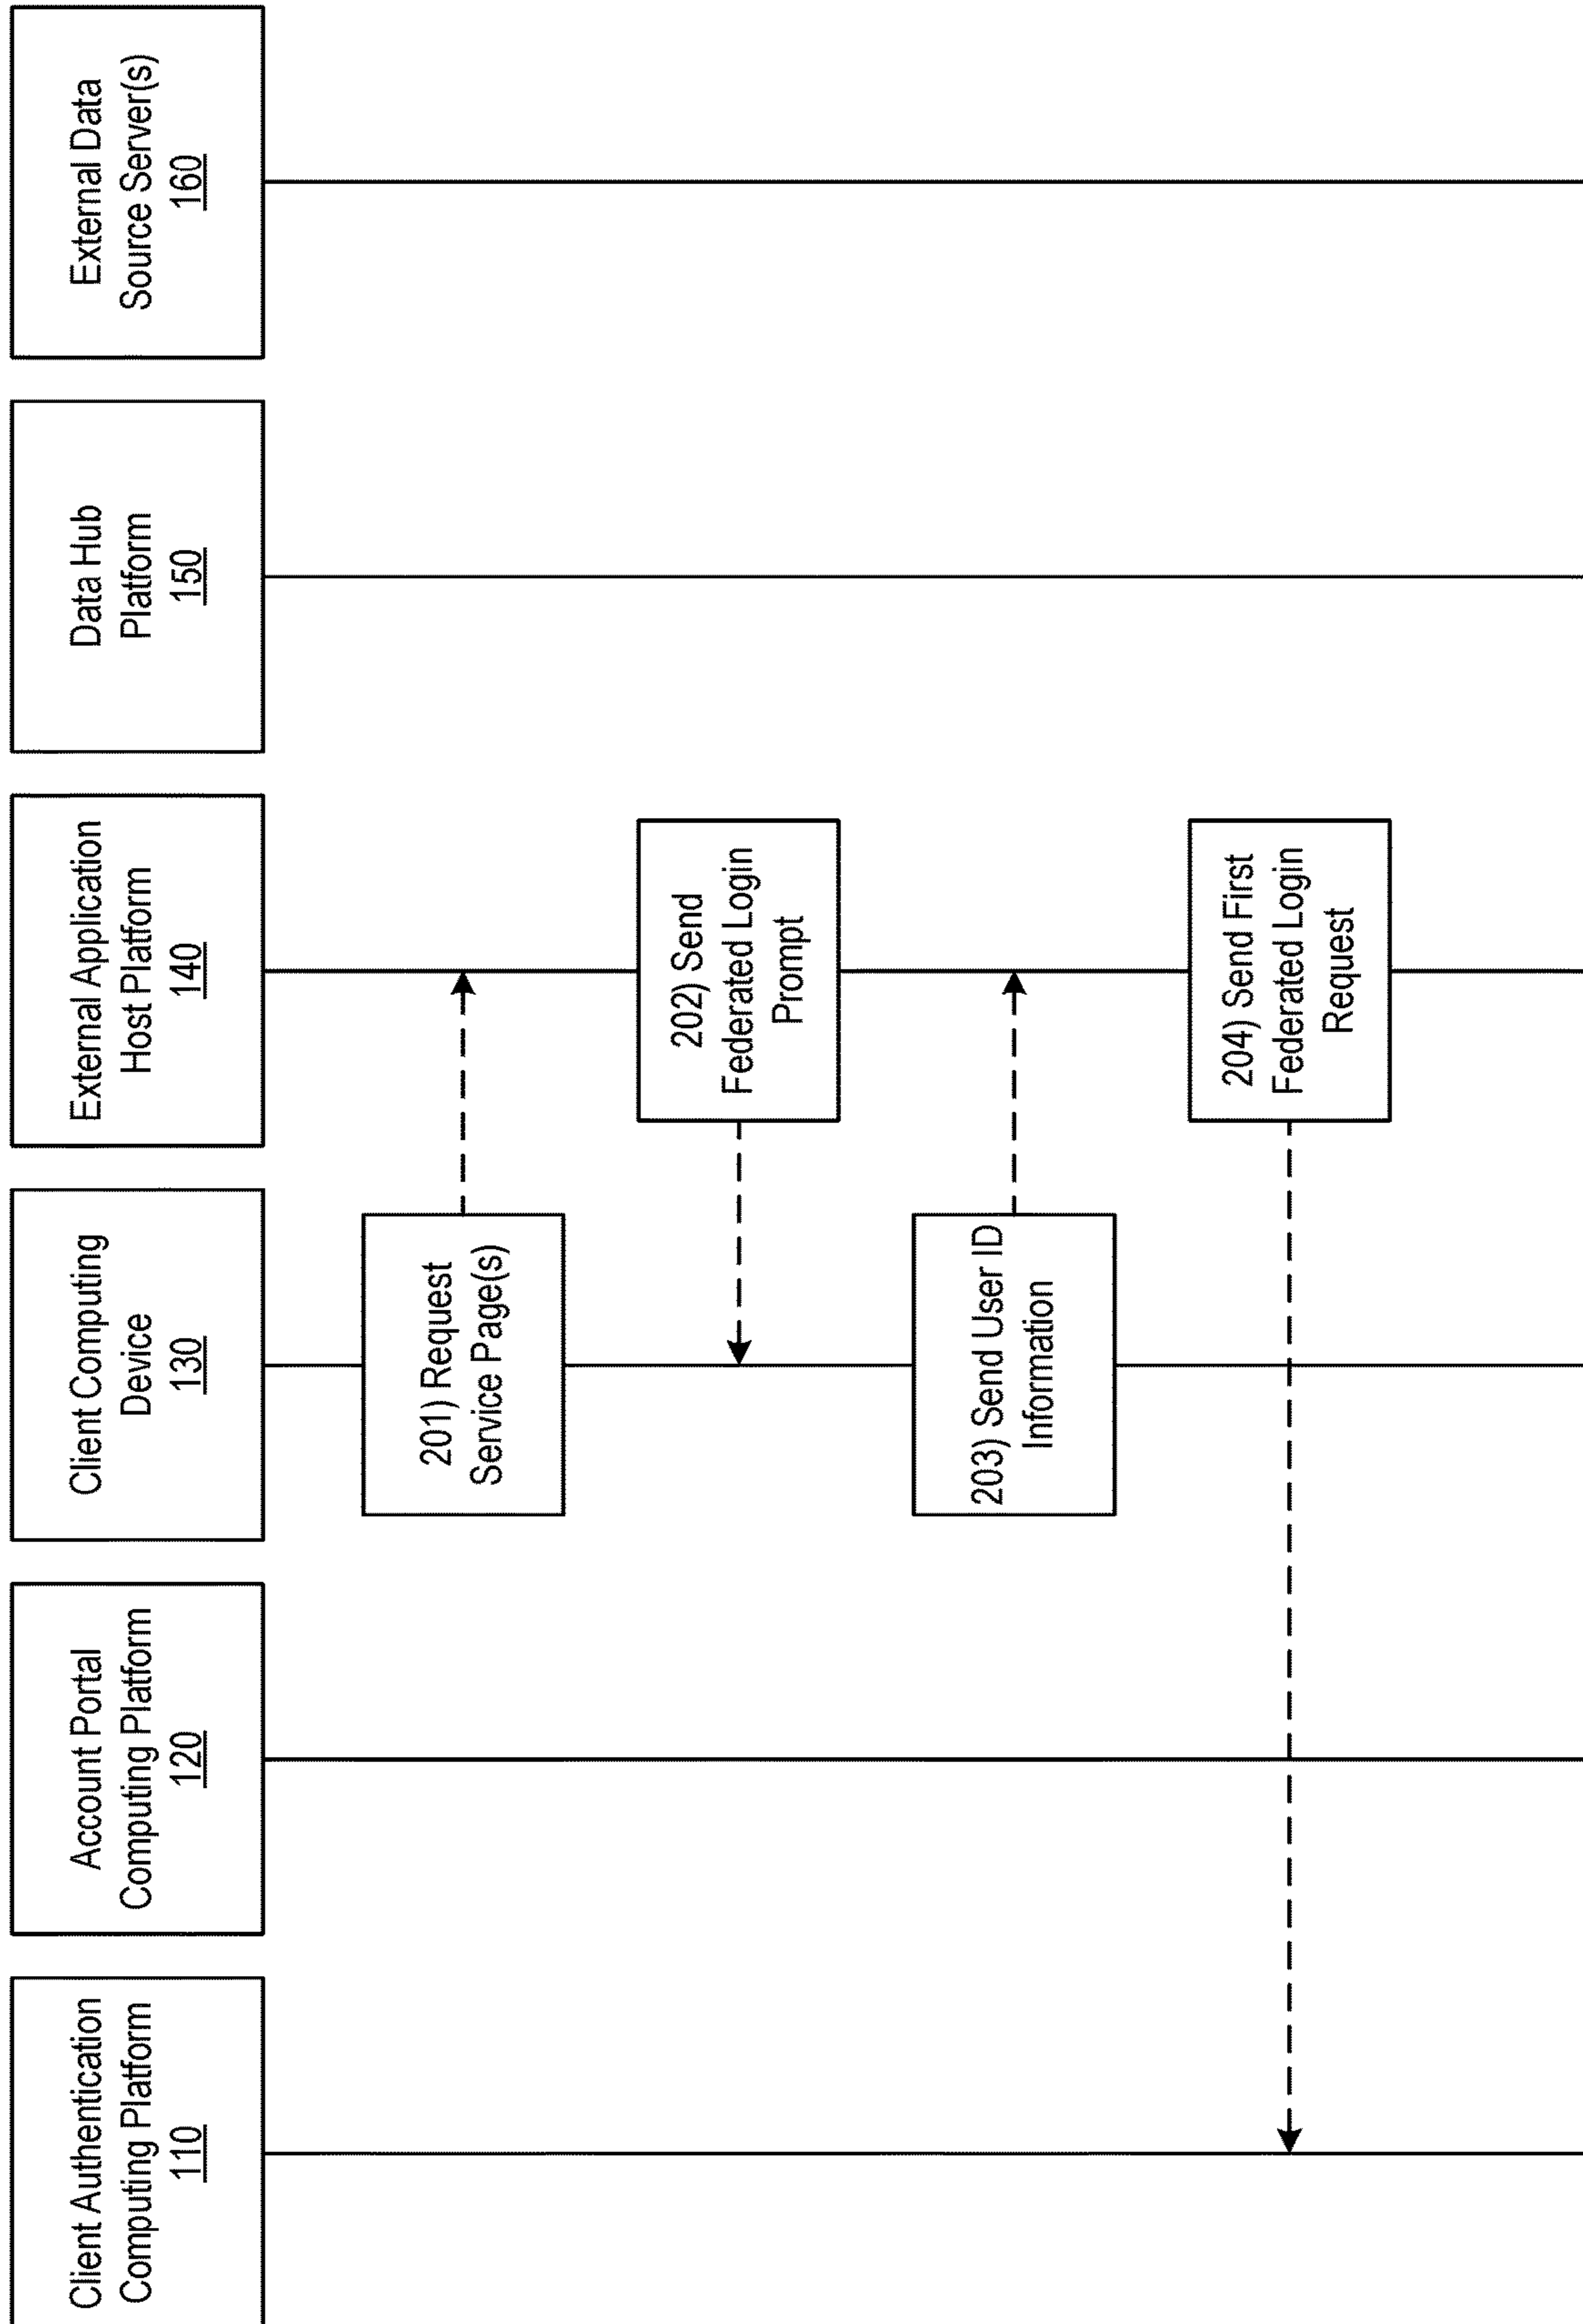 Client Authentication
Computing Platform
110
Account Portal
Computing Platform
120
Client Computing
Device
130
External Application
Host Platform
140
Data Hub
Platform
150
External Data
Source Server(s)
160
201) Request
Service Page(s)
202) Send
Federated Login
Prompt
203) Send User ID
Information
204) Send First
Federated Login
Request